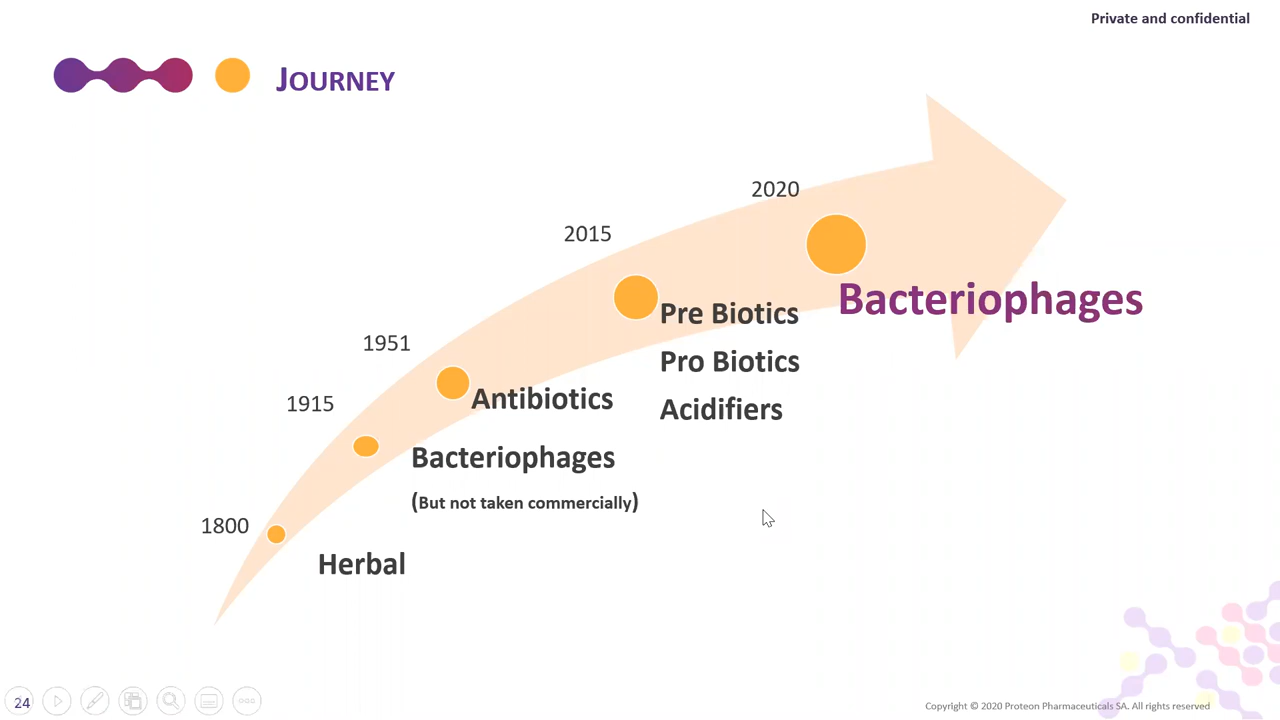 Private and confidential
JOURNEY
2020
Bacteriophages
2015
Pre Biotics
Pro Biotics
Acidifiers
1951
Antibiotics
1915
Bacteriophages
(But not taken commercially)
1800
Herbal
24
Copyright © 2020 Proteon Pharmaceuticals SA. All rights reserved